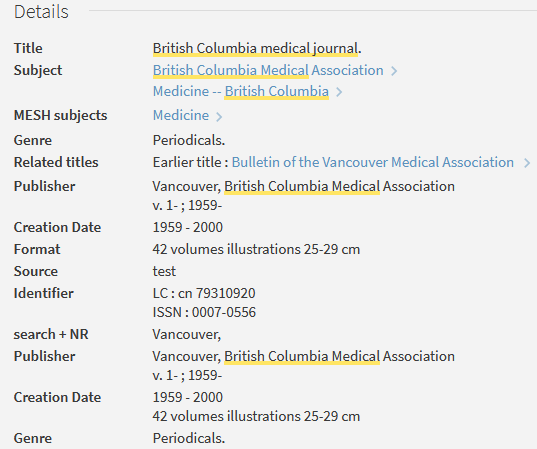 Details
Title British Columbia medical journal.
Subject British Columbia Medical Association >
Medicine -- British Columbia >
MESH subjects Medicine >
Genre Periodicals.
Related titles Earlier title : Bulletin of the Vancouver Medical Association >
Publisher Vancouver, British Columbia Medical Association
v. 1- ; 1959-
Creation Date 1959 - 2000
Format 42 volumes illustrations 25-29 cm
Source test
Identifier LC : cn 79310920
ISSN : 0007-0556
search + NR Vancouver,
Publisher Vancouver, British Columbia Medical Association
v. 1- ; 1959-
Creation Date 1959 - 2000
42 volumes illustrations 25-29 cm
Genre Periodicals.